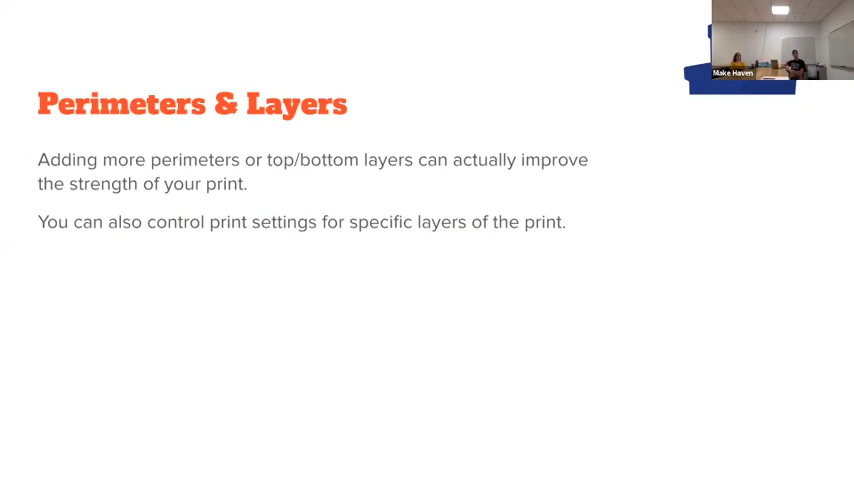 Make Haven
Perimeters & Layers
Adding more perimeters or top/bottom layers can actually improve
the strength of your print.
You can also control print settings for specific layers of the print.